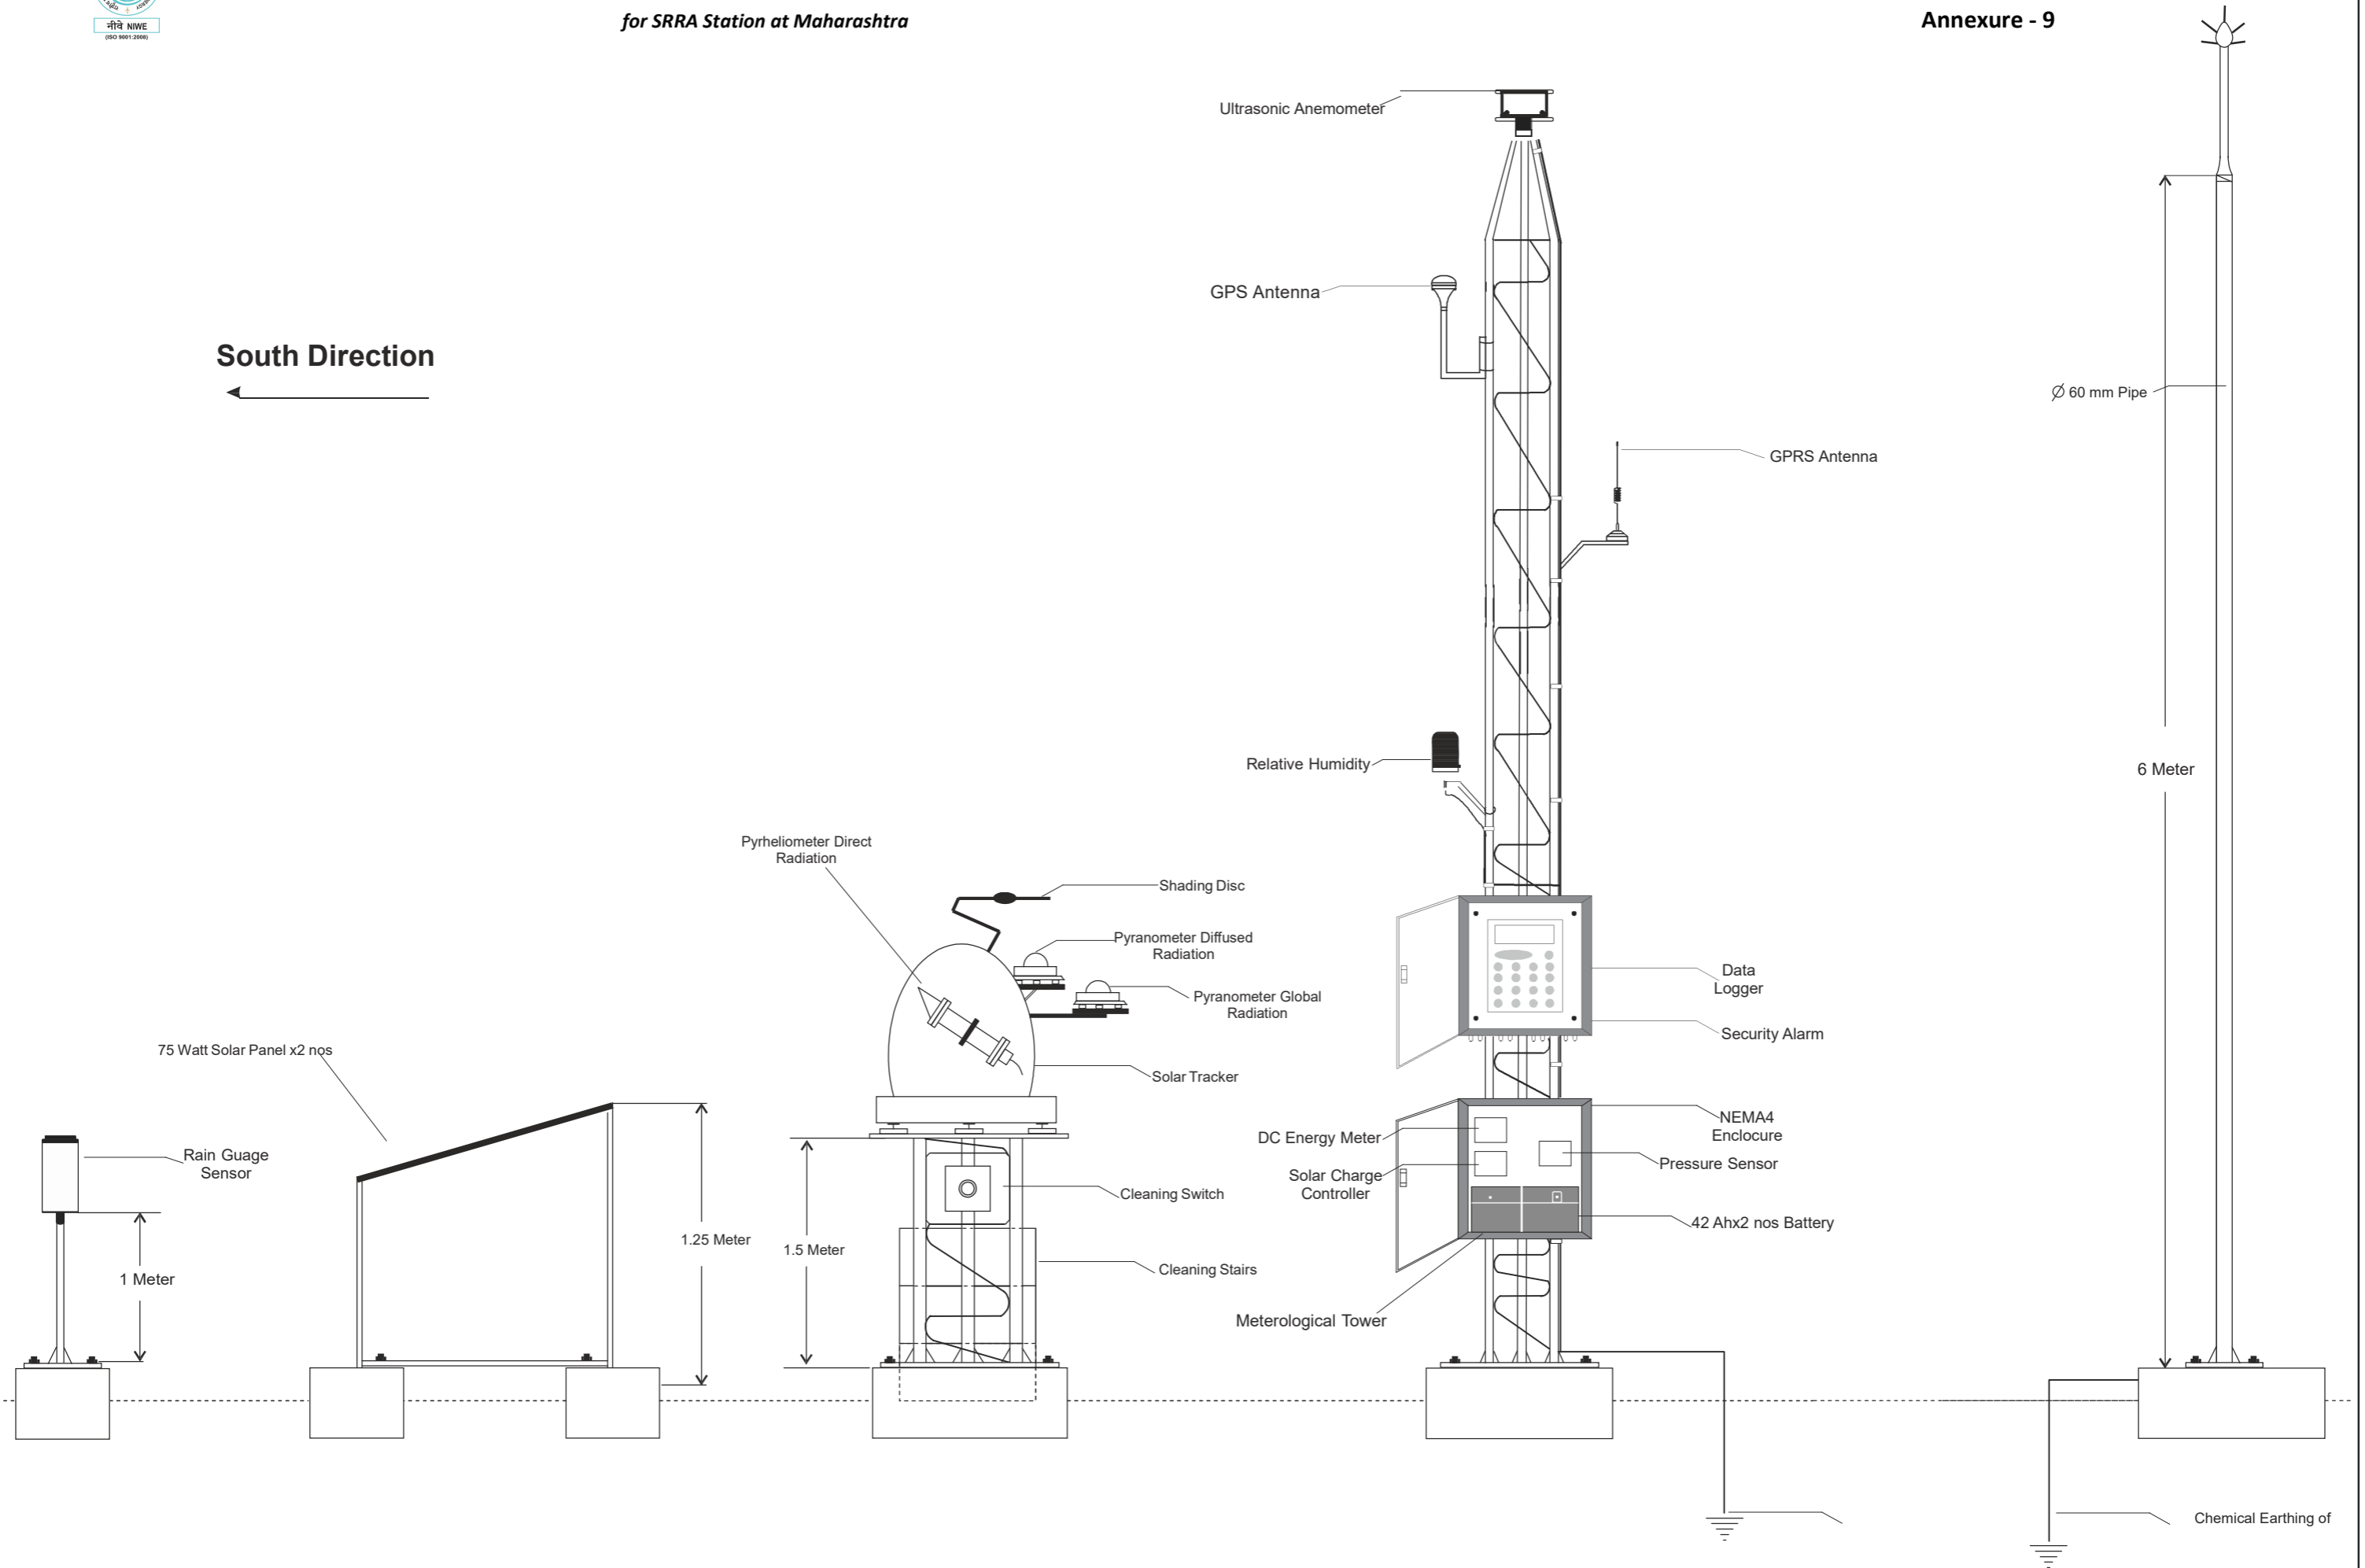 नीवे NIWE
(ISO 9001:2008)
for SRRA Station at Maharashtra
Annexure - 9
Ultrasonic Anemometer
GPS Antenna
South Direction
Ø 60 mm Pipe
GPRS Antenna
Relative Humidity
6 Meter
Pyrheliometer Direct
Radiation
Shading Disc
Pyranometer Diffused
Radiation
Data
Logger
Pyranometer Global
Radiation
Security Alarm
75 Watt Solar Panel x2 nos
Solar Tracker
NEMA4
Enclocure
DC Energy Meter
Rain Guage
Sensor
Pressure Sensor
Solar Charge
Controller
Cleaning Switch
42 Ahx2 nos Battery
1.25 Meter
1.5 Meter
Cleaning Stairs
1 Meter
Meterological Tower
Chemical Earthing of